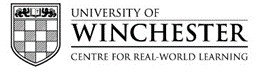 UNIVERSITY OF
WINCHESTER
CENTRE FOR REAL-WORLD LEARNING